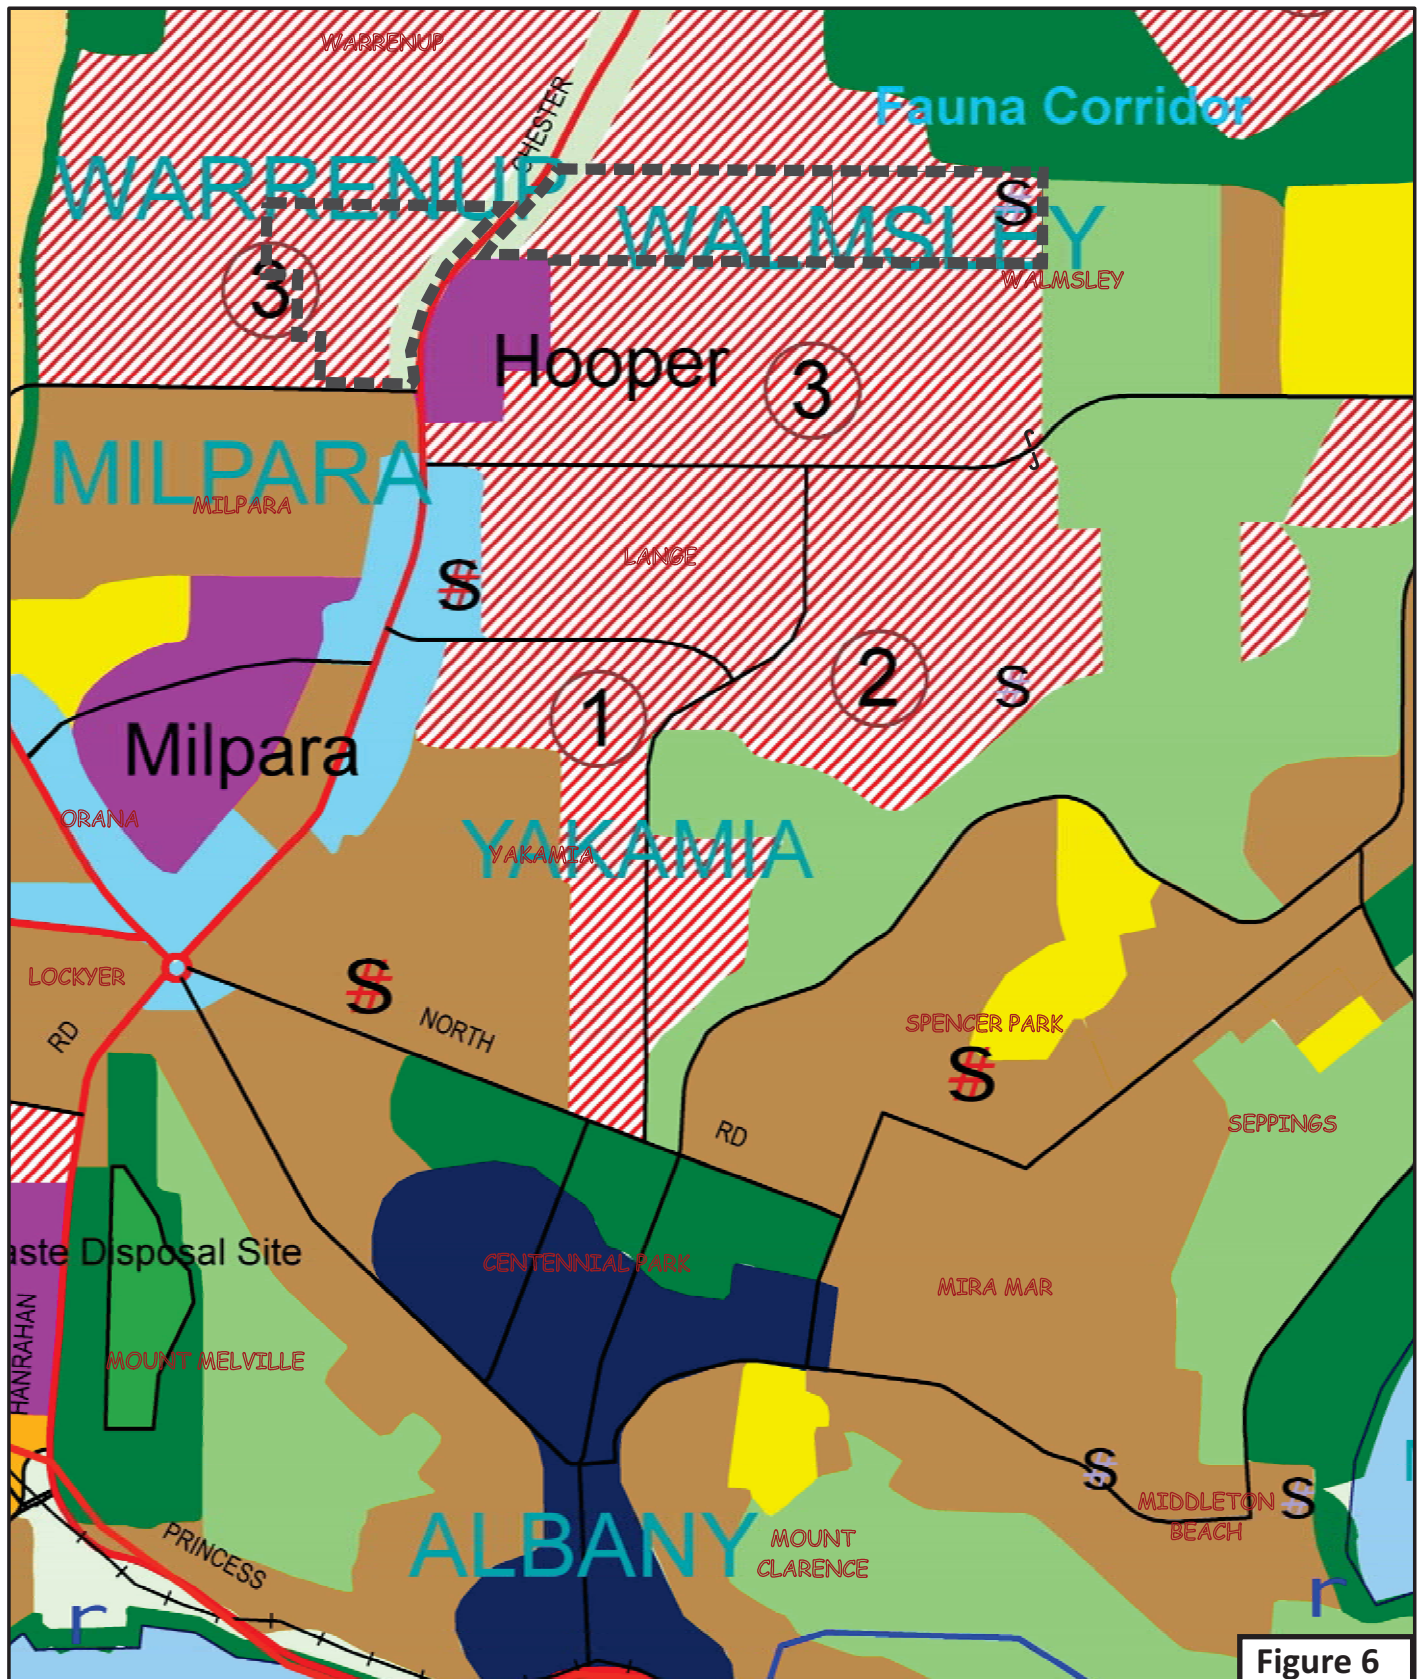 WARRENUP
CHESTER
Fauna Corridor
WARRENUP
WALMSLEY
S
WALMSLEY
3
Hooper
3
MILPARA
MILPARA
LANGE
S
1
2
S
Milpara
ORANA
YAKAMIA
YAKAMIA
LOCKYER
S
NORTH
RD
SPENCER PARK
S
RD
SEPPINGS
aste Disposal Site
CENTENNIAL PARK
MIRA MAR
HANRAHAN
MOUNT MELVILLE
S
S
MIDDLETON
BEACH
ALBANY
MOUNT
CLARENCE
PRINCESS
r
r
Figure 6